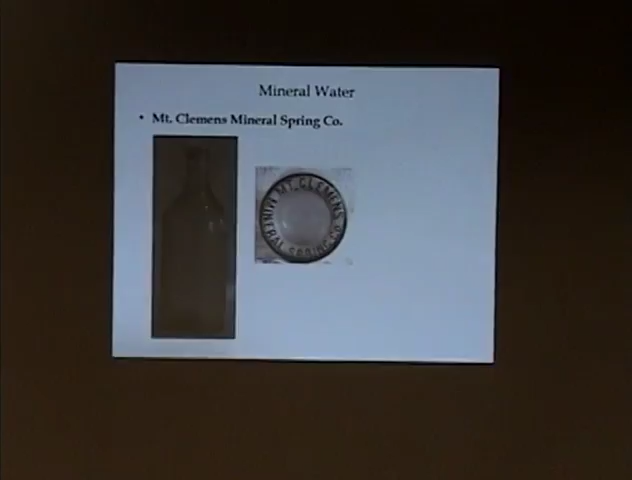 Mineral Water
• Mt. Clemens Mineral Spring Co.
MT. CLEMENS MINERAL SPRING Co.